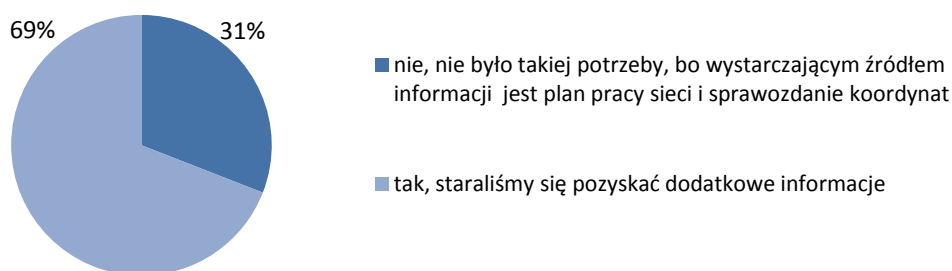 69%
31%
nie, nie było takiej potrzeby, bo wystarczającym źródłem
informacji jest plan pracy sieci i sprawozdanie koordynat
tak, staraliśmy się pozyskać dodatkowe informacje